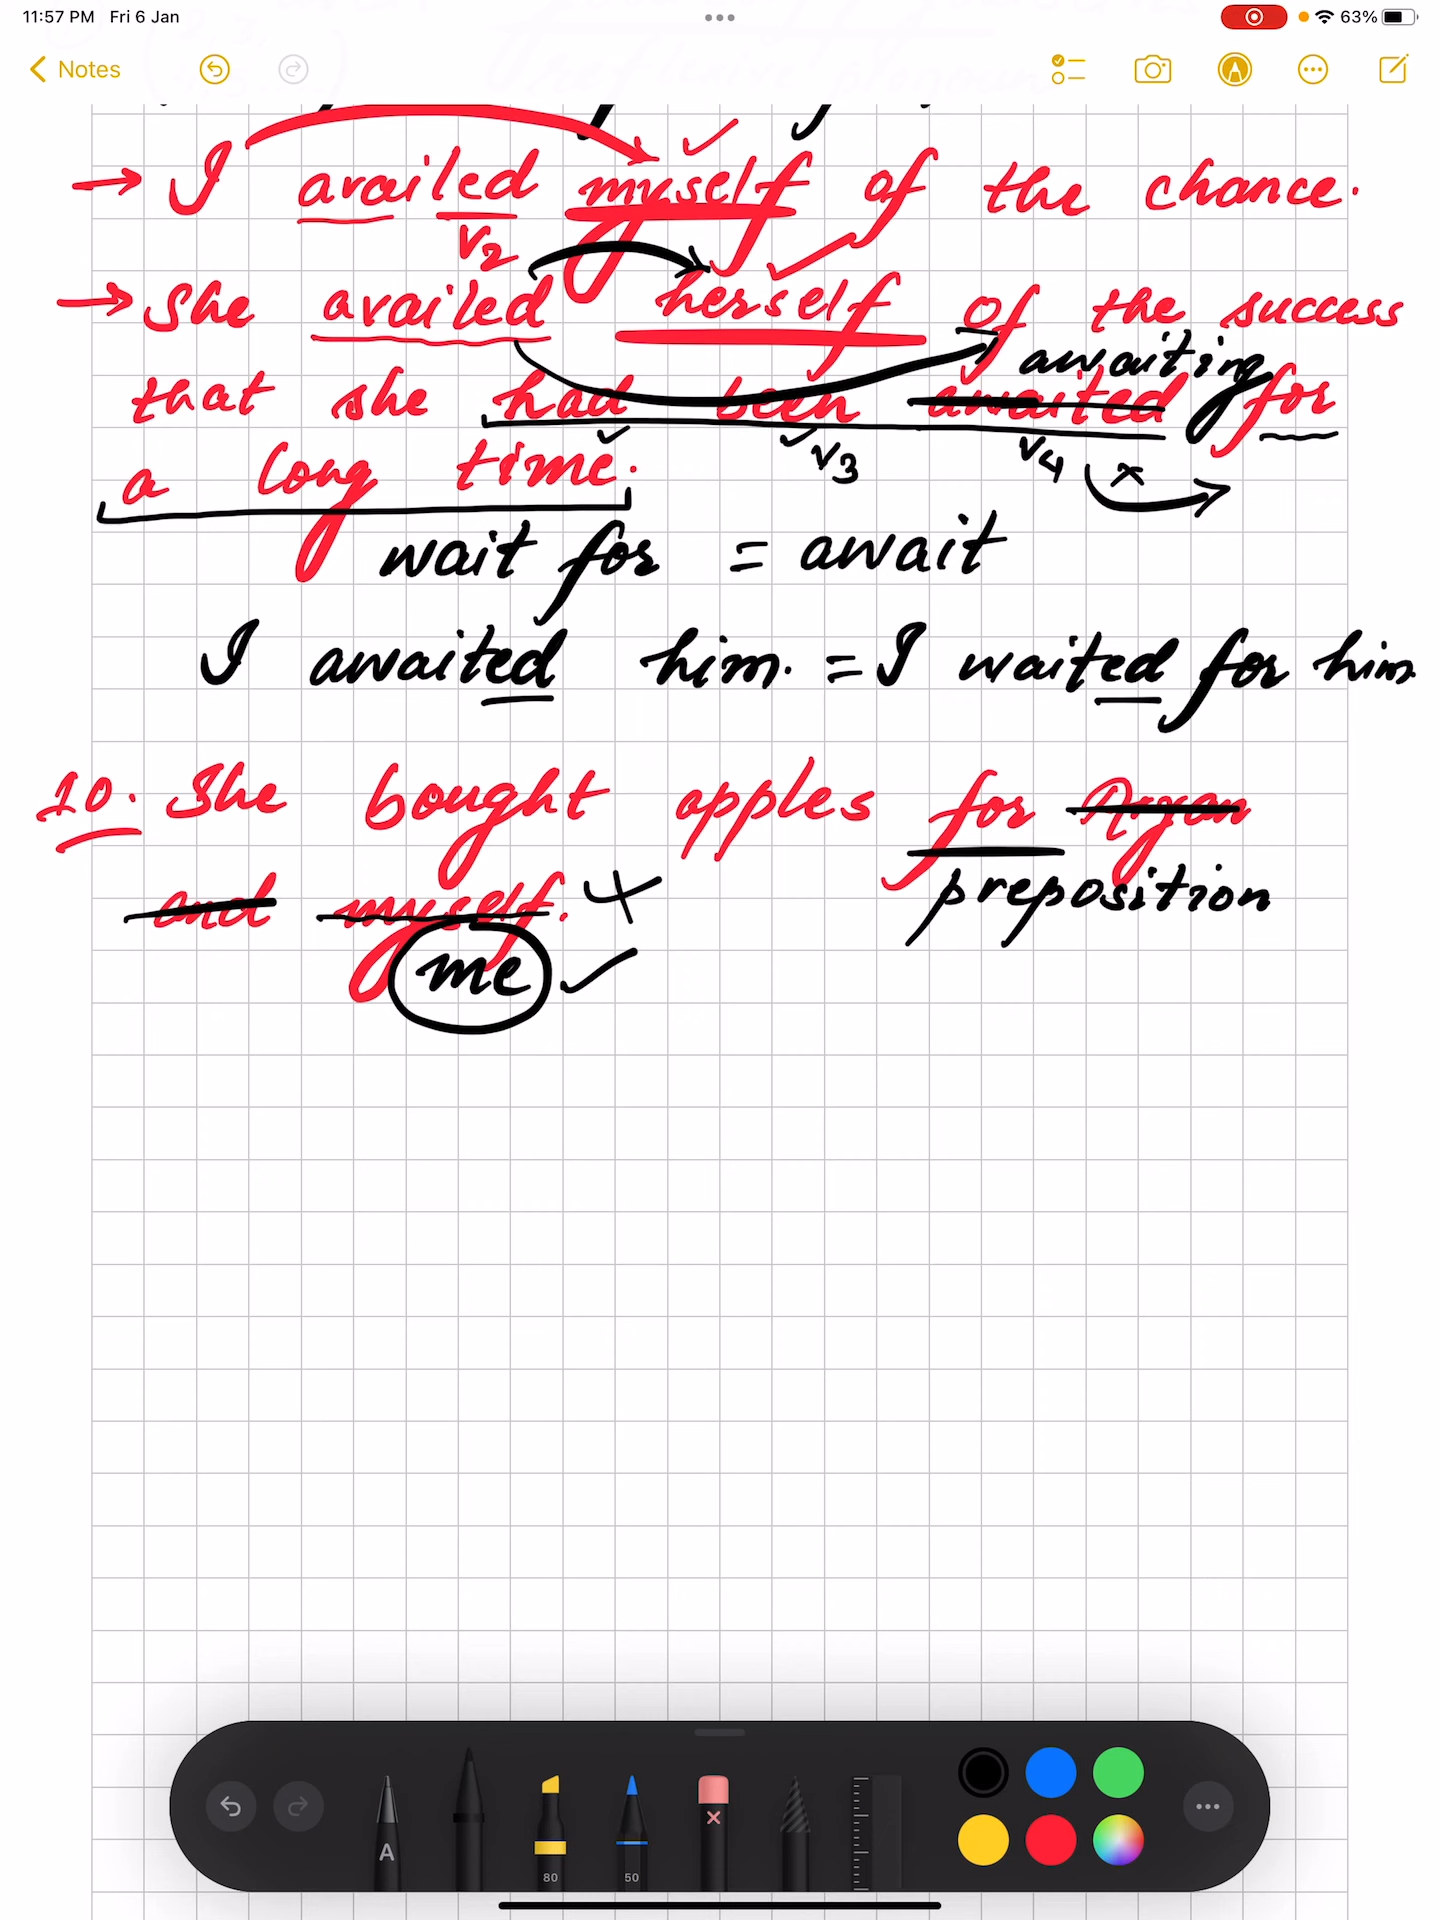 11:57 PM Fri 6 Jan 63%
Notes
→ I availed myself of the chance.
V2
→ She availed herself of the success
awaiting
that she had been awaited for
V3 V4 x
a long time.
wait for = await
I awaited him. = I waited for him.
10. She bought apples for Aryan
preposition
and myself.
me
A 80 50